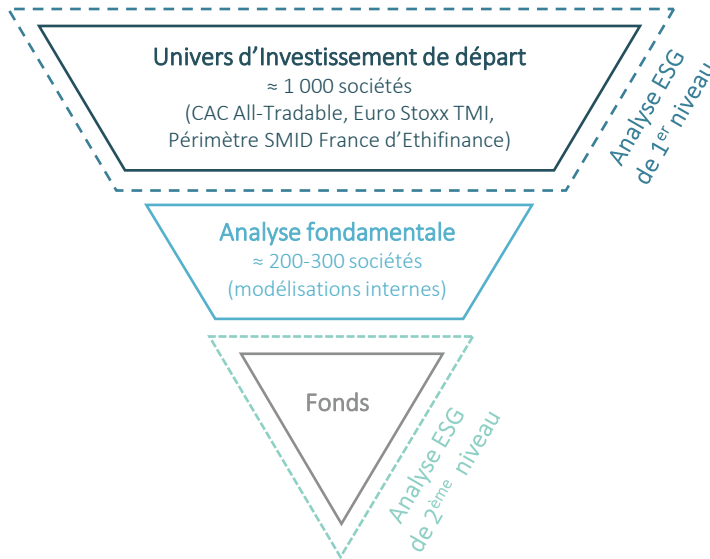 Univers d’Investissement de départ
≈ 1 000 sociétés
(CAC All-Tradable, Euro Stoxx TMI,
Périmètre SMID France d’Ethifinance)
Analyse ESG
de 1er niveau
Analyse fondamentale
≈ 200-300 sociétés
(modélisations internes)
Fonds
Analyse ESG
de 2ème niveau